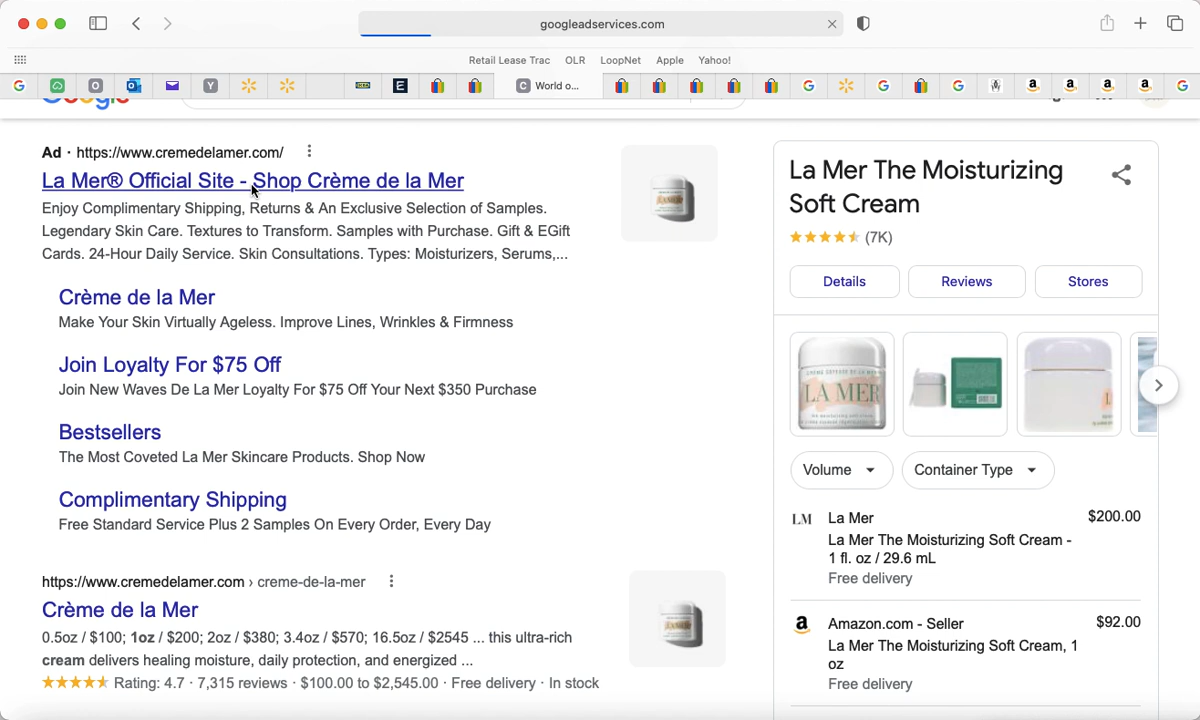 googleadservices.com
Retail Lease Trac OLR LoopNet Apple Yahoo!
World o...
Ad · https://www.cremedelamer.com/
La Mer® Official Site - Shop Crème de la Mer
Enjoy Complimentary Shipping, Returns & An Exclusive Selection of Samples.
Legendary Skin Care. Textures to Transform. Samples with Purchase. Gift & EGift
Cards. 24-Hour Daily Service. Skin Consultations. Types: Moisturizers, Serums,...
Crème de la Mer
Make Your Skin Virtually Ageless. Improve Lines, Wrinkles & Firmness
Join Loyalty For $75 Off
Join New Waves De La Mer Loyalty For $75 Off Your Next $350 Purchase
Bestsellers
The Most Coveted La Mer Skincare Products. Shop Now
Complimentary Shipping
Free Standard Service Plus 2 Samples On Every Order, Every Day
https://www.cremedelamer.com › creme-de-la-mer
Crème de la Mer
0.5oz / $100; 1oz / $200; 2oz / $380; 3.4oz / $570; 16.5oz / $2545 ... this ultra-rich
cream delivers healing moisture, daily protection, and energized ...
Rating: 4.7 · 7,315 reviews · $100.00 to $2,545.00 · Free delivery · In stock
La Mer The Moisturizing
Soft Cream
(7K)
Details
Reviews
Stores
LA MER
Volume
Container Type
LM
La Mer
$200.00
La Mer The Moisturizing Soft Cream -
1 fl. oz / 29.6 mL
Free delivery
Amazon.com - Seller
$92.00
La Mer The Moisturizing Soft Cream, 1
oz
Free delivery